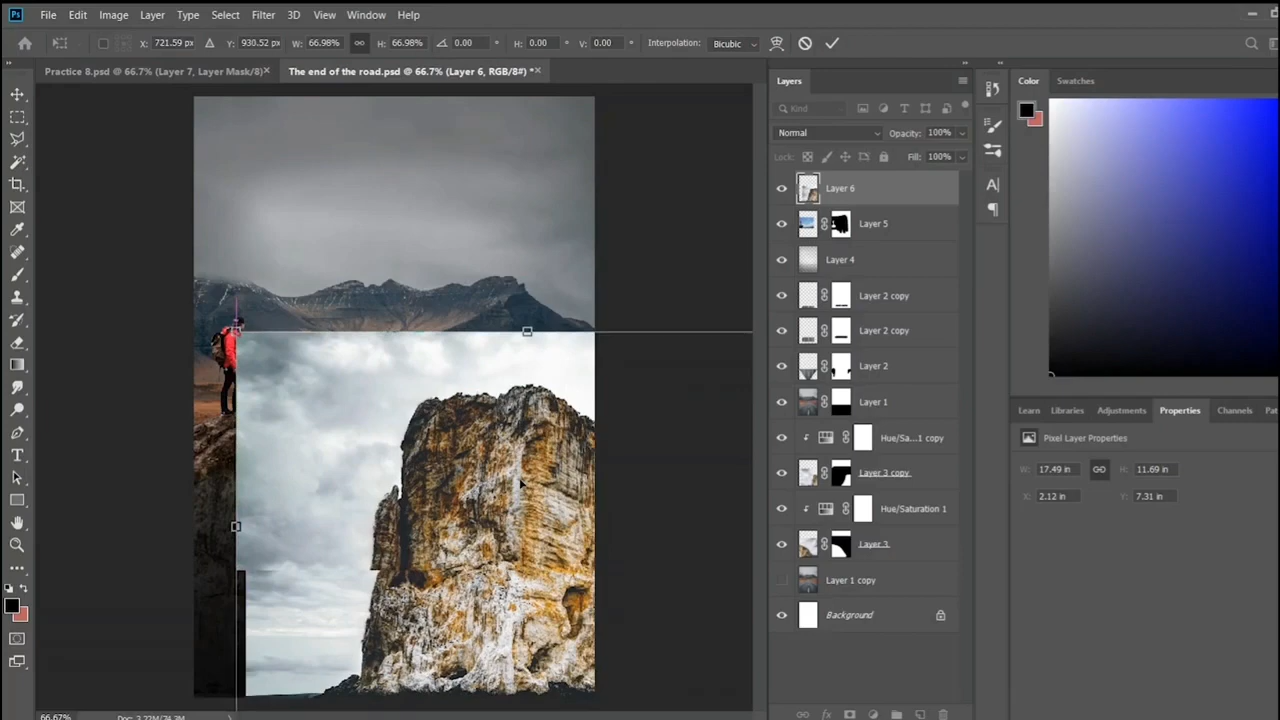 Ps File Edit Image Layer Type Select Filter 3D View Window Help
X: 721.59 px Y: 930.52 px W: 66.98% H: 66.98% 0.00 ° H: 0.00 ° V: 0.00 ° Interpolation: Bicubic
Practice 8.psd @ 66.7% (Layer 7, Layer Mask/8) × The end of the road.psd @ 66.7% (Layer 6, RGB/8#) * ×
Layers
Color Swatches
Kind
Normal Opacity: 100%
Lock: Fill: 100%
Layer 6
Layer 5
Layer 4
Layer 2 copy
Layer 2 copy
Layer 2
Layer 1
Hue/Sa...1 copy
Layer 3 copy
Hue/Saturation 1
Layer 3
Layer 1 copy
Background
Learn Libraries Adjustments Properties Channels Pat
Pixel Layer Properties
W: 17.49 in H: 11.69 in
X: 2.12 in Y: 7.31 in
66.67% Doc: 3.22M/74.3M